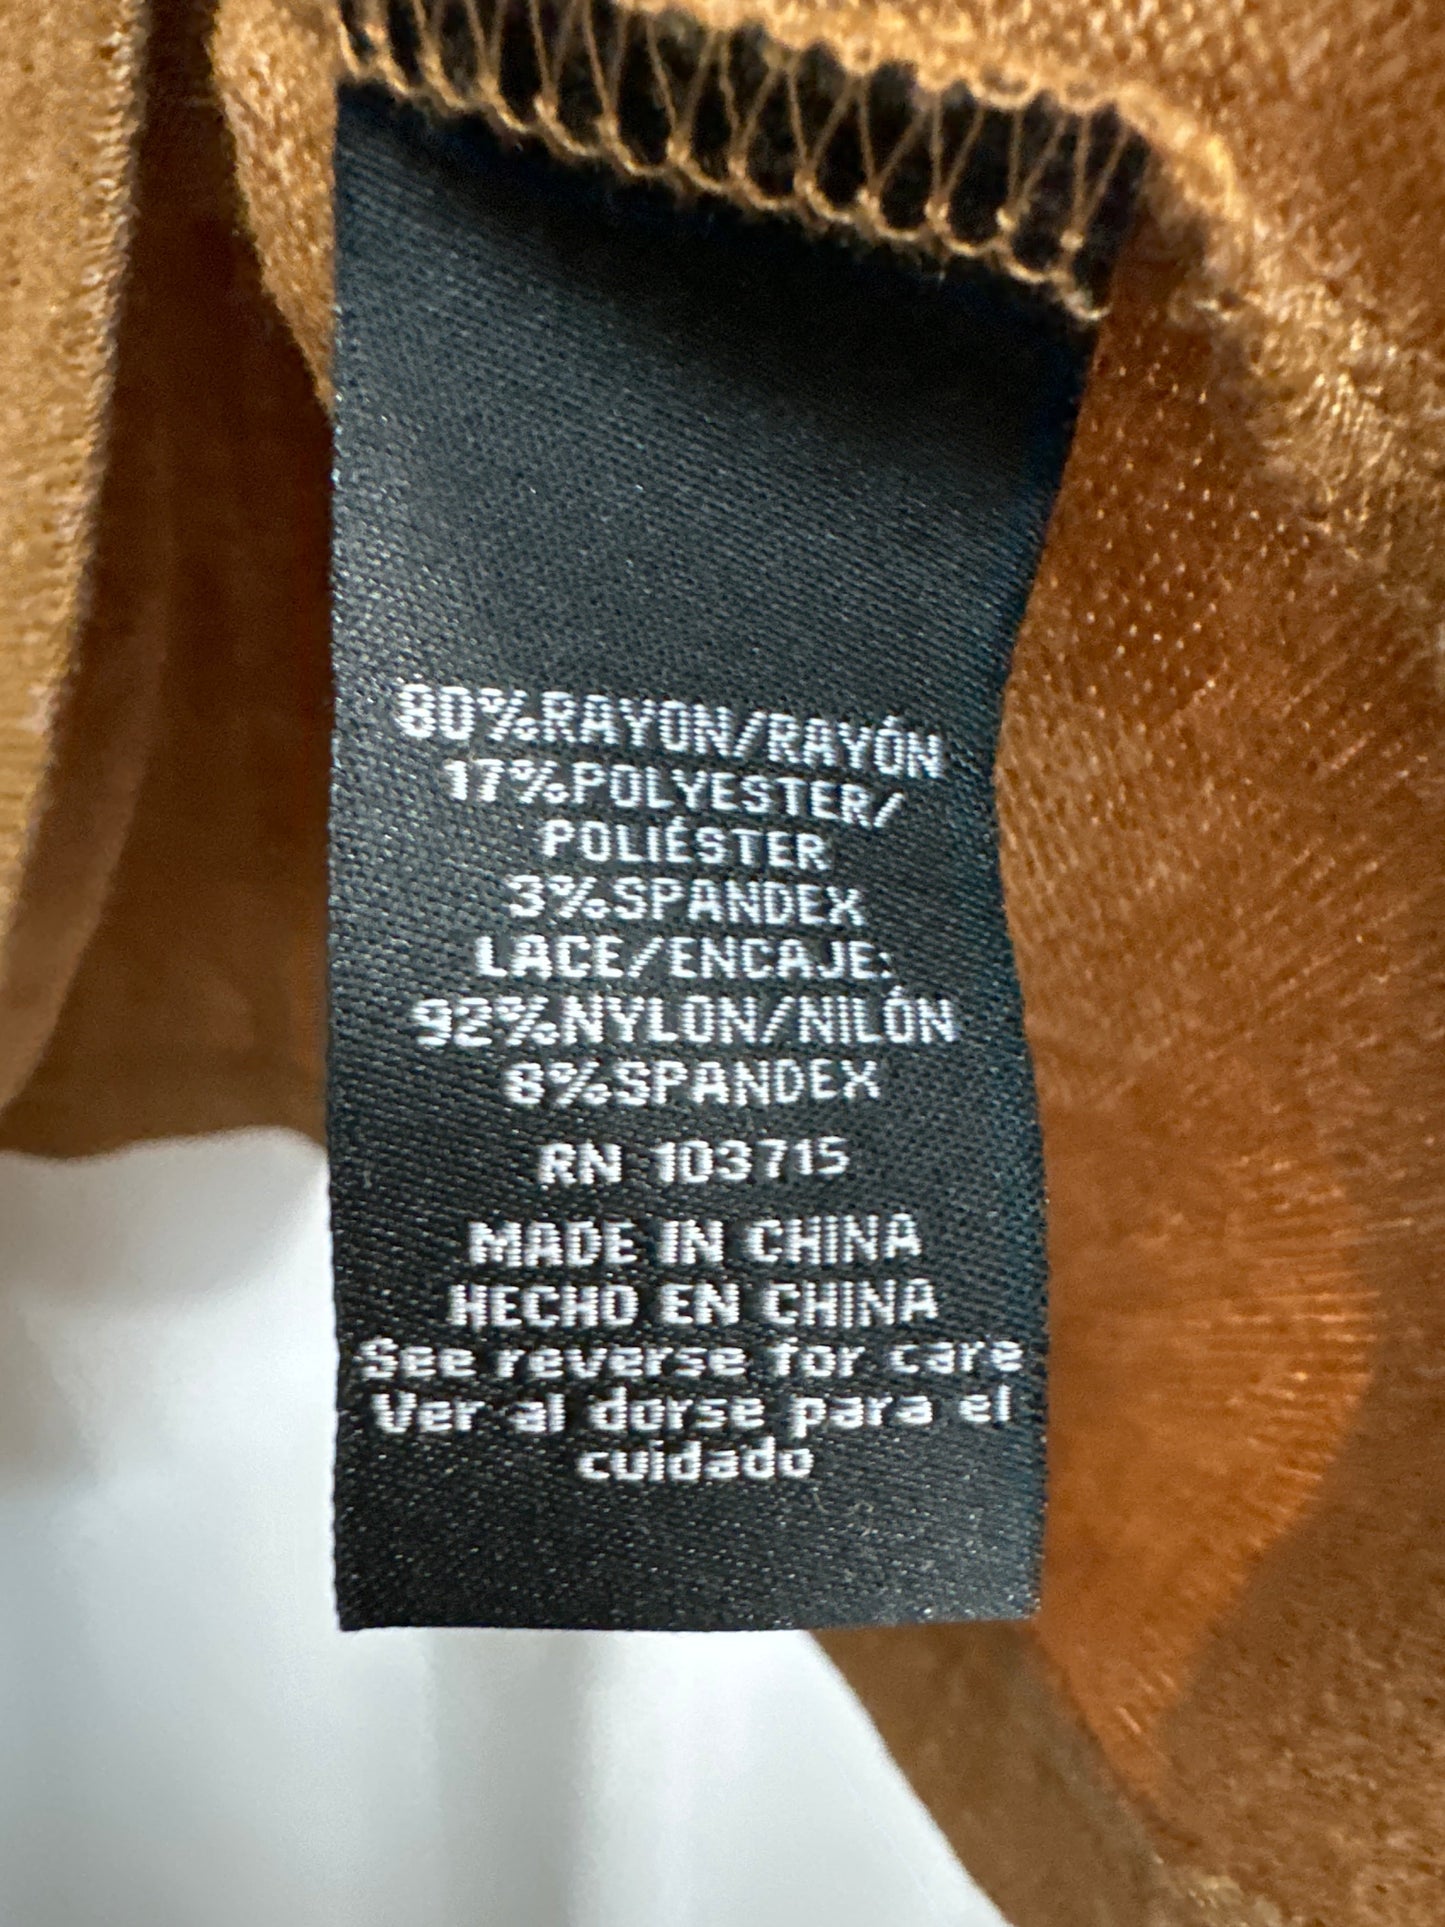 80%RAYON/RAYÓN
17%POLYESTER/
POLIÉSTER
3%SPANDEX
LACE/ENCAJE:
92%NYLON/NILÓN
8%SPANDEX
RN 103715
MADE IN CHINA
HECHO EN CHINA
See reverse for care
Ver al dorse para el
cuidado